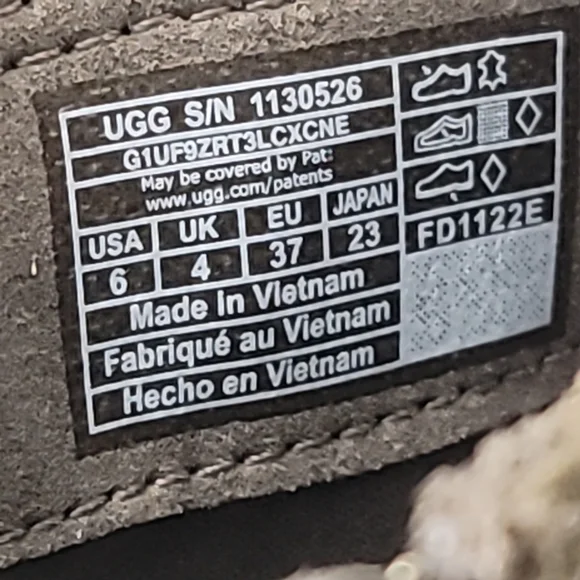 UGG S/N 1130526
G1UF9ZRT3LCXCNE
May be covered by Pat:
www.ugg.com/patents
USA UK EU JAPAN
6 4 37 23
FD1122E
Made in Vietnam
Fabriqué au Vietnam
Hecho en Vietnam